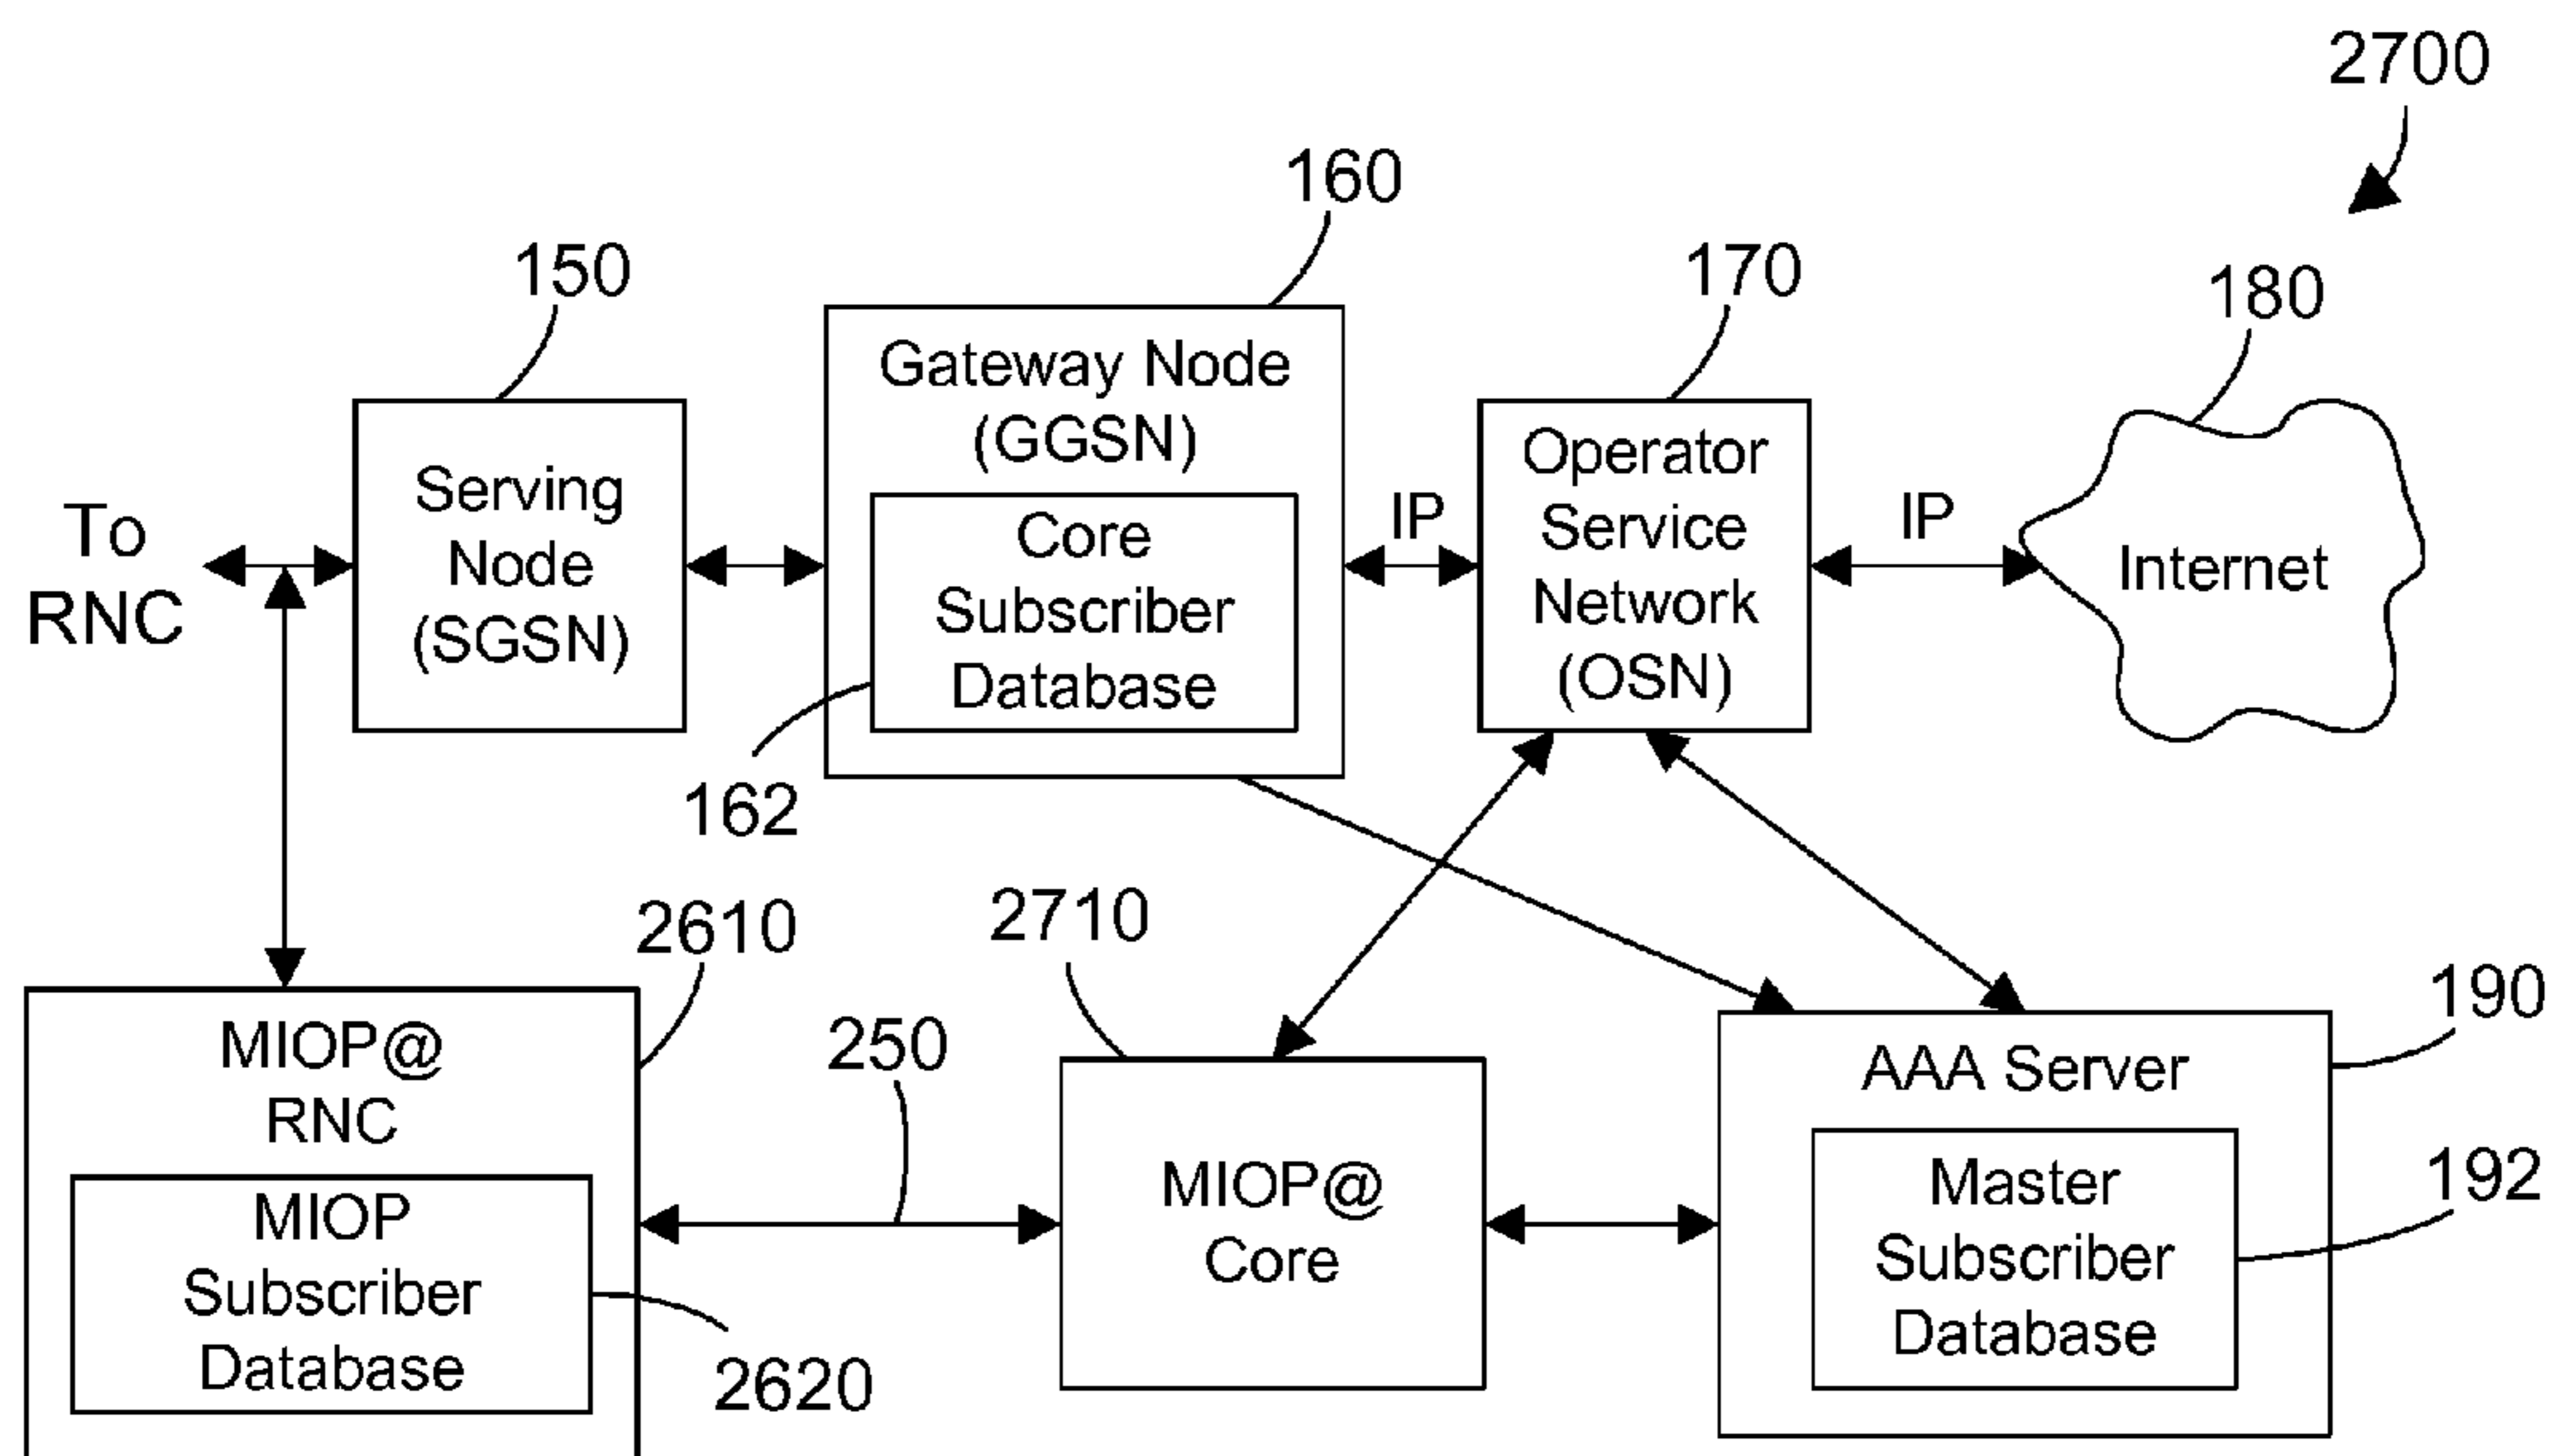 2700
160
150
170
180
Gateway Node
(GGSN)
Operator
Service
Network
(OSN)
Serving
Node
(SGSN)
Core
Subscriber
Database
IP
IP
To
RNC
Internet
162
2610
2710
190
250
MIOP@
RNC
AAA Server
MIOP@
Core
192
Master
Subscriber
Database
MIOP
Subscriber
Database
2620